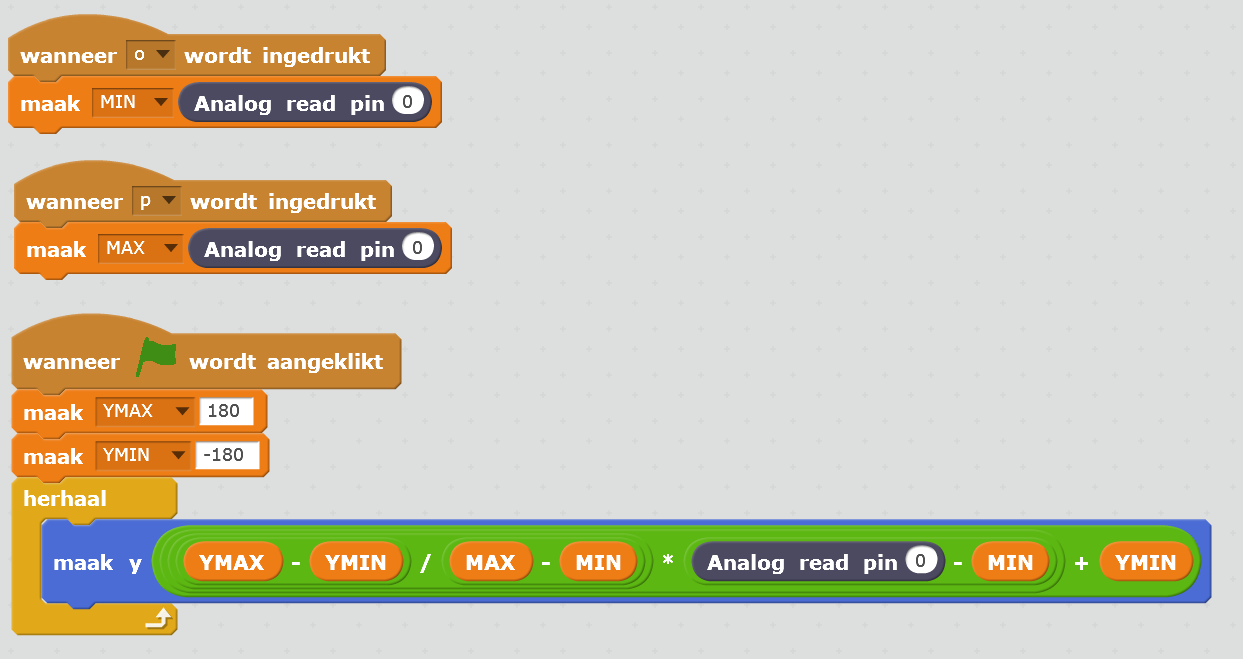 wanneer o wordt ingedrukt
maak MIN Analog read pin 0
wanneer p wordt ingedrukt
maak MAX Analog read pin 0
wanneer wordt aangeklikt
maak YMAX 180
maak YMIN -180
herhaal
maak y YMAX - YMIN / MAX - MIN * Analog read pin 0 - MIN + YMIN